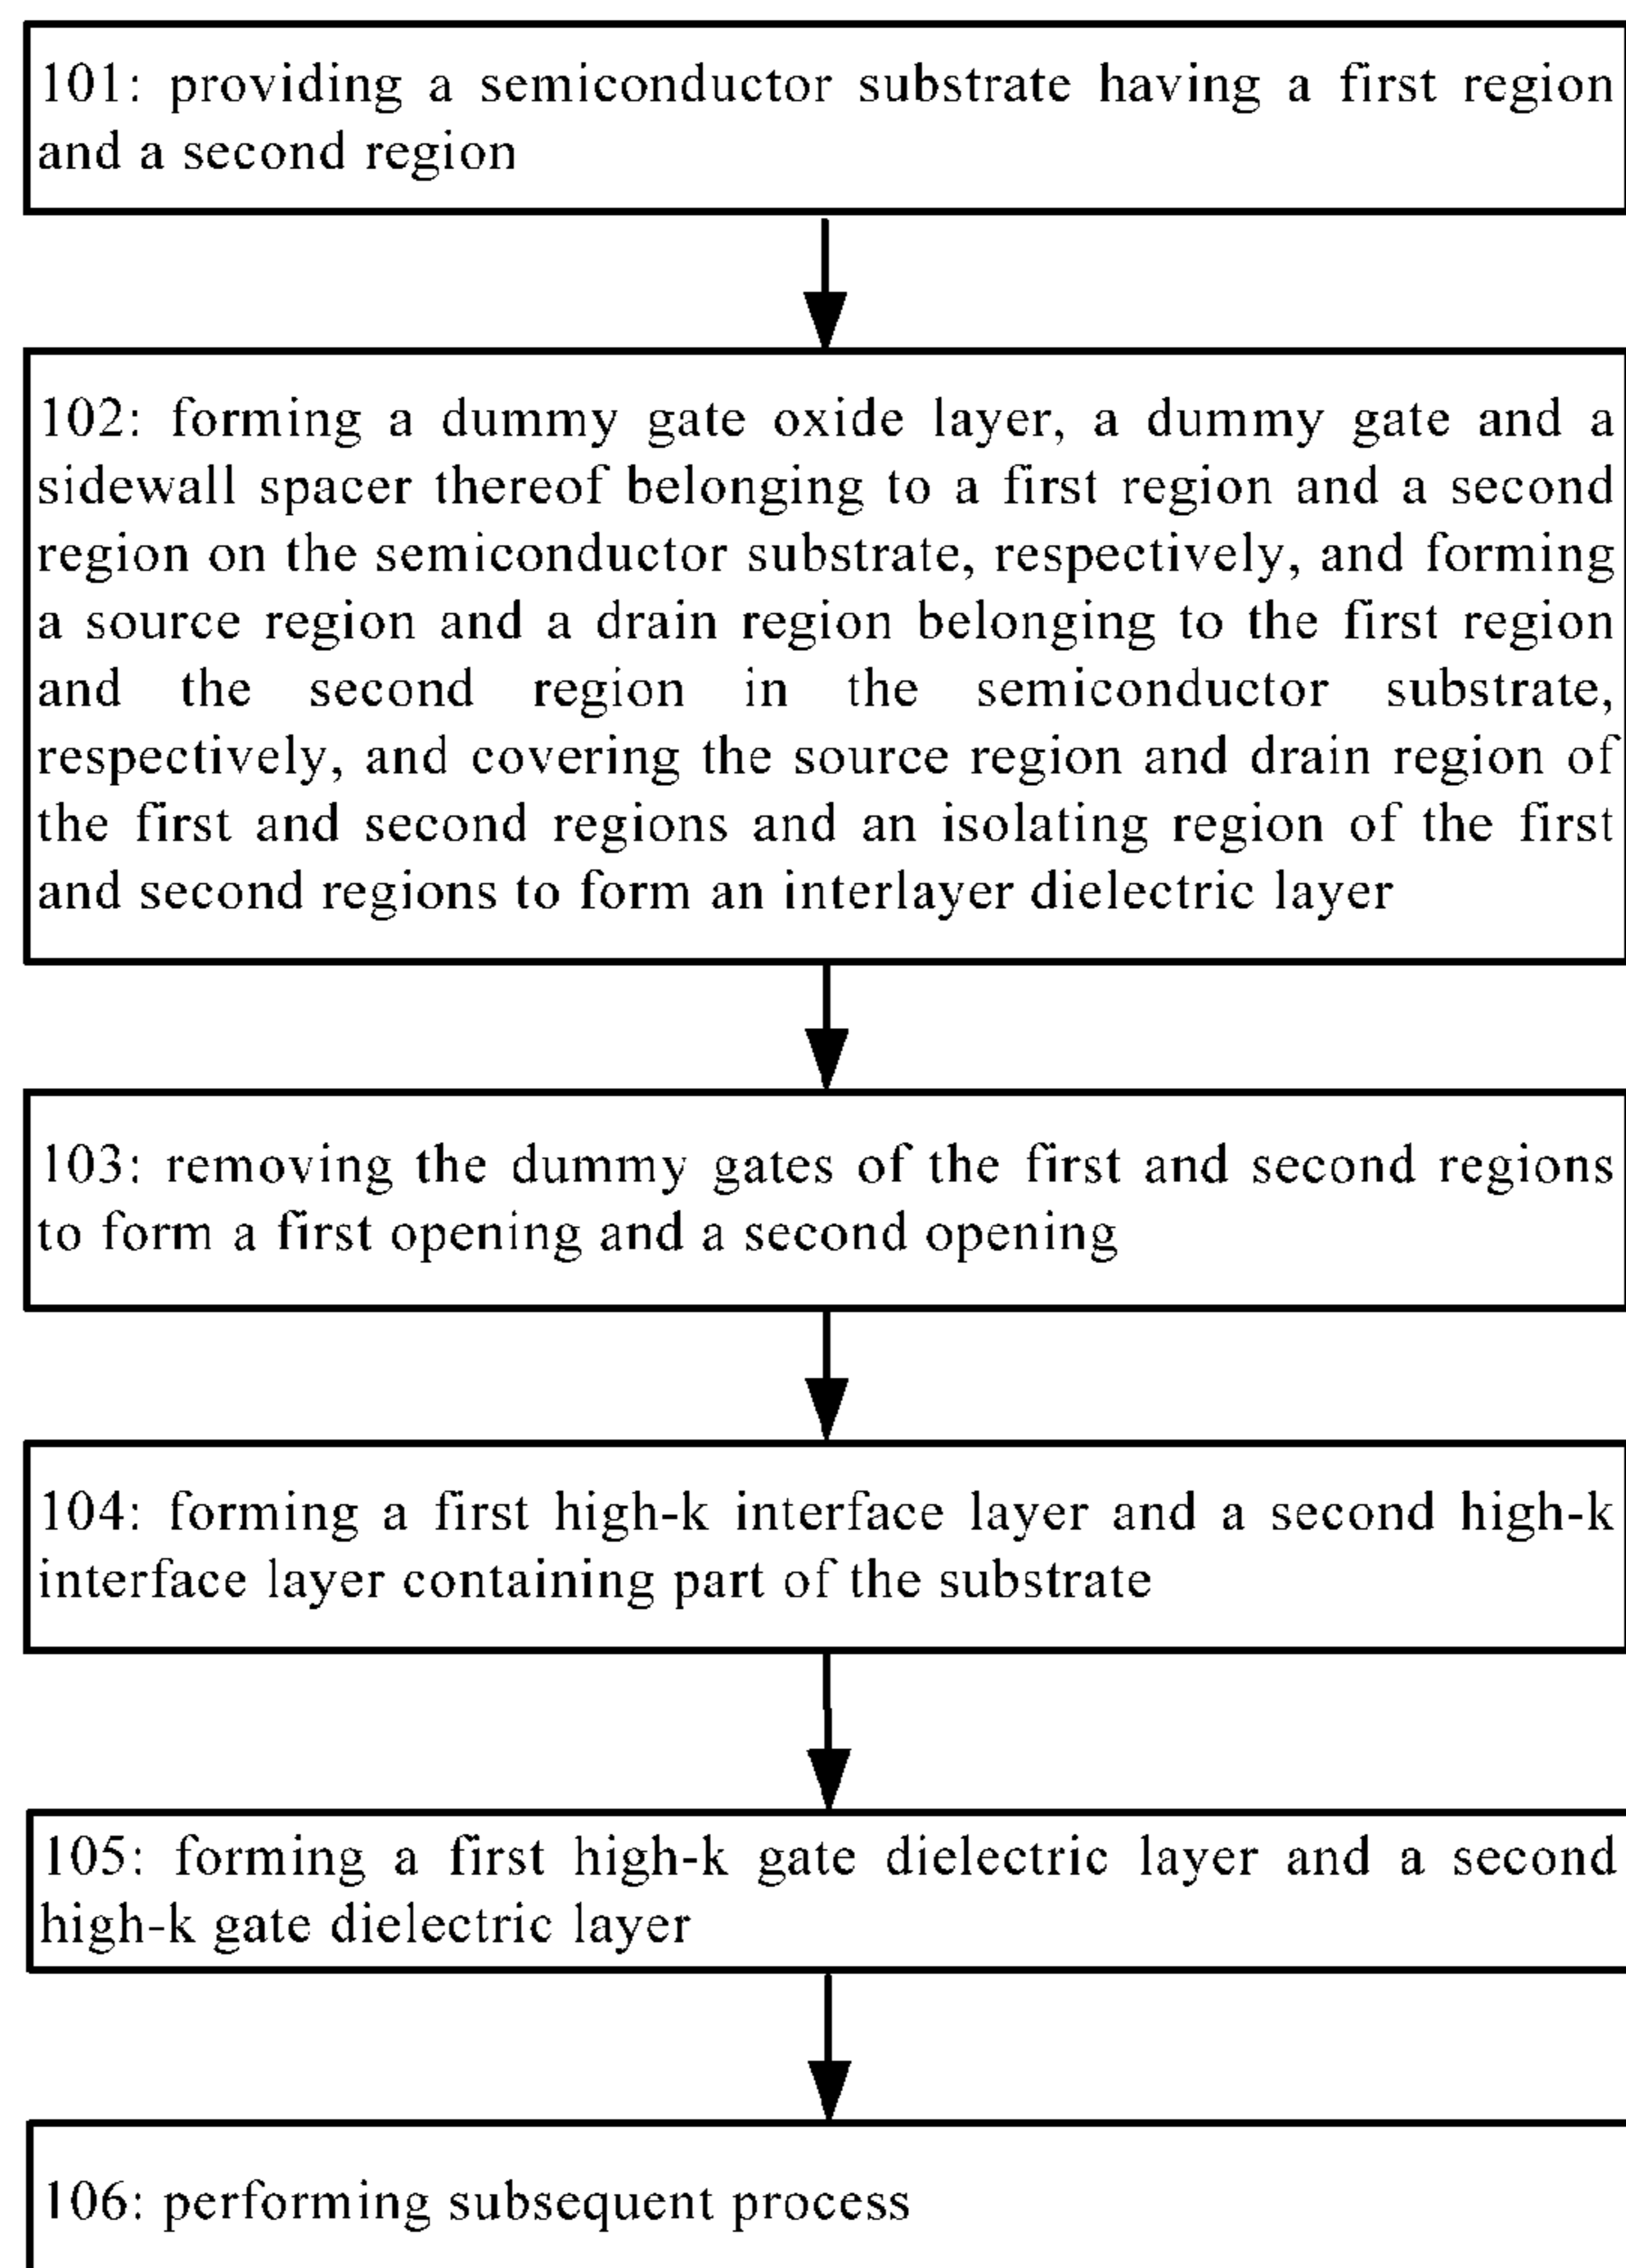 101: providing a semiconductor substrate having a first region
and a second region
102: forming a dummy gate oxide layer, a dummy gate and a
sidewall spacer thereof belonging to a first region and a second
region on the semiconductor substrate, respectively, and forming
a source region and a drain region belonging to the first region
and the second region in the semiconductor substrate,
respectively, and covering the source region and drain region of
the first and second regions and an isolating region of the first
and second regions to form an interlayer dielectric layer
103: removing the dummy gates of the first and second regions
to form a first opening and a second opening
104: forming a first high-k interface layer and a second high-k
interface layer containing part of the substrate
105: forming a first high-k gate dielectric layer and a second
high-k gate dielectric layer
106: performing subsequent process